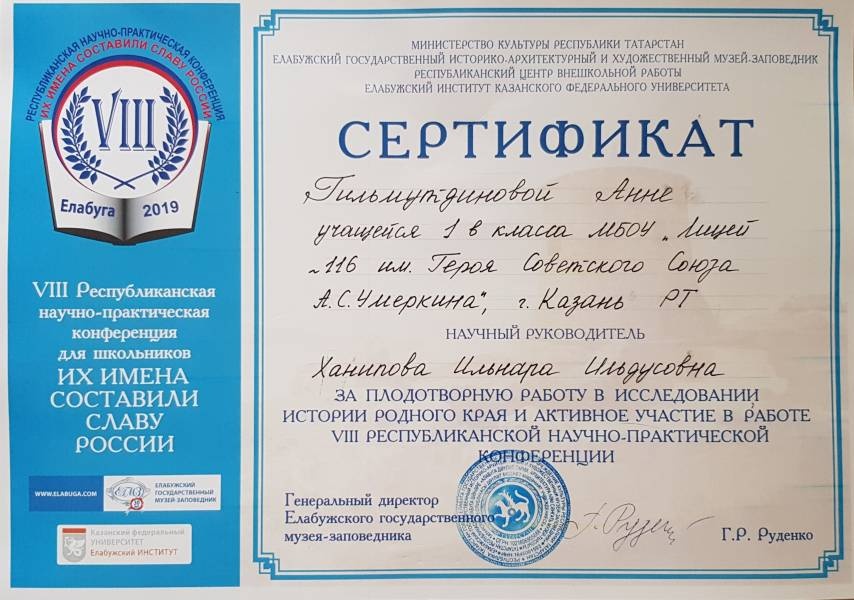 РЕСПУБЛИКАНСКАЯ НАУЧНО-ПРАКТИЧЕСКАЯ КОНФЕРЕНЦИЯ
ИХ ИМЕНА СОСТАВИЛИ СЛАВУ РОССИИ
VIII
Елабуга 2019
VIII Республиканская
научно-практическая
конференция
для школьников
ИХ ИМЕНА
СОСТАВИЛИ
СЛАВУ
РОССИИ
WWW.ELABUGA.COM
ЕГМЗ
ЕЛАБУЖСКИЙ
ГОСУДАРСТВЕННЫЙ
МУЗЕЙ-ЗАПОВЕДНИК
Казанский федеральный
УНИВЕРСИТЕТ
Елабужский ИНСТИТУТ
МИНИСТЕРСТВО КУЛЬТУРЫ РЕСПУБЛИКИ ТАТАРСТАН
ЕЛАБУЖСКИЙ ГОСУДАРСТВЕННЫЙ ИСТОРИКО-АРХИТЕКТУРНЫЙ И ХУДОЖЕСТВЕННЫЙ МУЗЕЙ-ЗАПОВЕДНИК
РЕСПУБЛИКАНСКИЙ ЦЕНТР ВНЕШКОЛЬНОЙ РАБОТЫ
ЕЛАБУЖСКИЙ ИНСТИТУТ КАЗАНСКОГО ФЕДЕРАЛЬНОГО УНИВЕРСИТЕТА
СЕРТИФИКАТ
Гильмутдиновой Анне
учащейся 1 в класса МБОУ „Лицей
~116 им. Героя Советского Союза
А.С.Умеркина", г. Казань РТ
НАУЧНЫЙ РУКОВОДИТЕЛЬ
Ханипова Ильнара Ильдусовна
ЗА ПЛОДОТВОРНУЮ РАБОТУ В ИССЛЕДОВАНИИ
ИСТОРИИ РОДНОГО КРАЯ И АКТИВНОЕ УЧАСТИЕ В РАБОТЕ
VIII РЕСПУБЛИКАНСКОЙ НАУЧНО-ПРАКТИЧЕСКОЙ
КОНФЕРЕНЦИИ
Генеральный директор
Елабужского государственного
музея-заповедника
Г.Р. Руденко